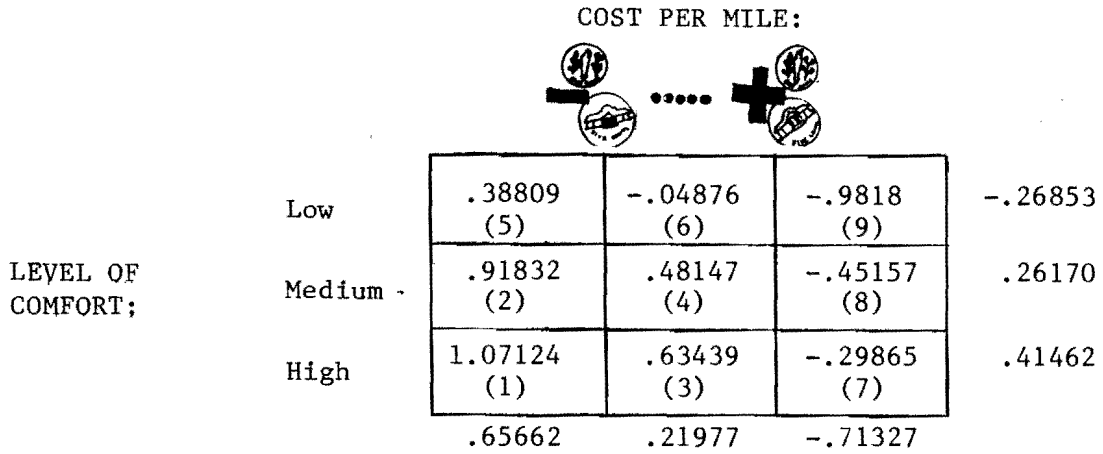 COST PER MILE:
Low .38809 -.04876 -.9818 -.26853
(5) (6) (9)
LEVEL OF
COMFORT;
Medium .91832 .48147 -.45157 .26170
(2) (4) (8)
High 1.07124 .63439 -.29865 .41462
(1) (3) (7)
.65662 .21977 -.71327